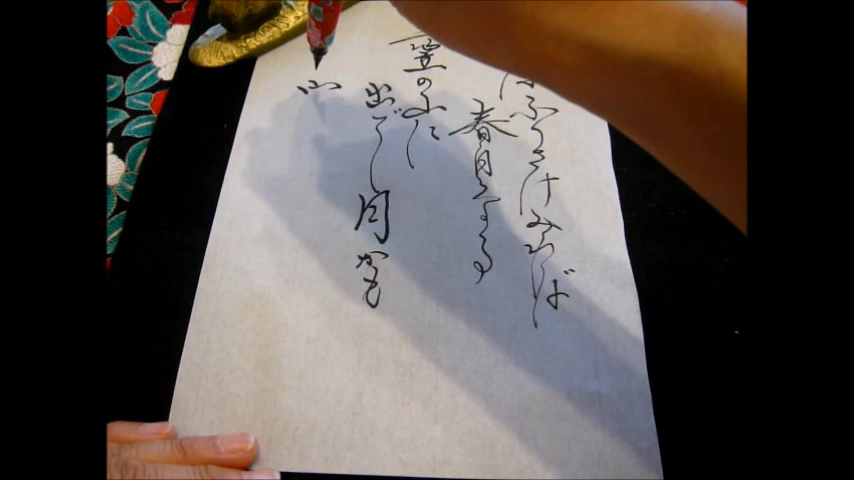 ふりさけみれば
春日なる
笠の山に
出でし月かも